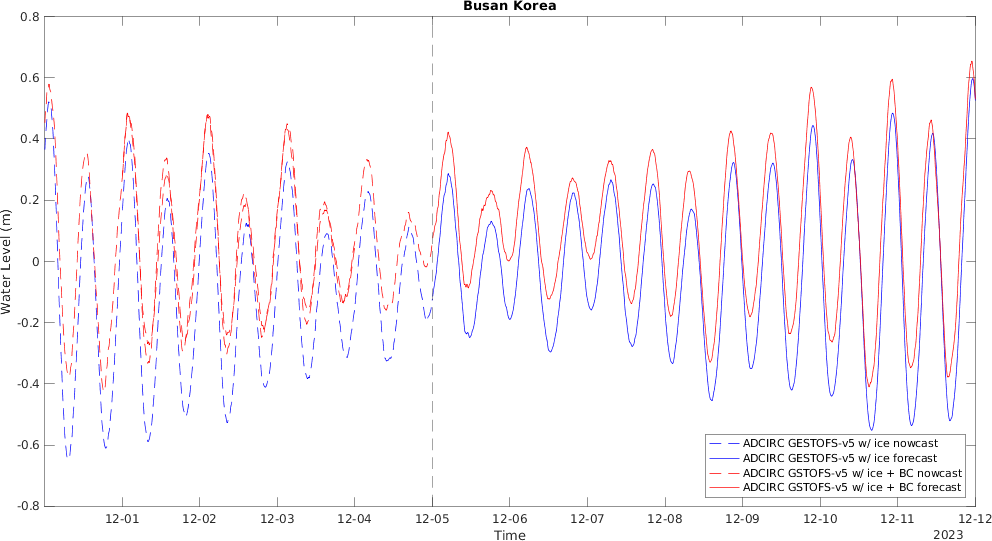 Busan Korea
Water Level (m)
0.8
0.6
0.4
0.2
0
-0.2
-0.4
-0.6
-0.8
12-01 12-02 12-03 12-04 12-05 12-06 12-07 12-08 12-09 12-10 12-11 12-12
Time
2023
ADCIRC GESTOFS-v5 w/ ice nowcast
ADCIRC GESTOFS-v5 w/ ice forecast
ADCIRC GSTOFS-v5 w/ ice + BC nowcast
ADCIRC GSTOFS-v5 w/ ice + BC forecast